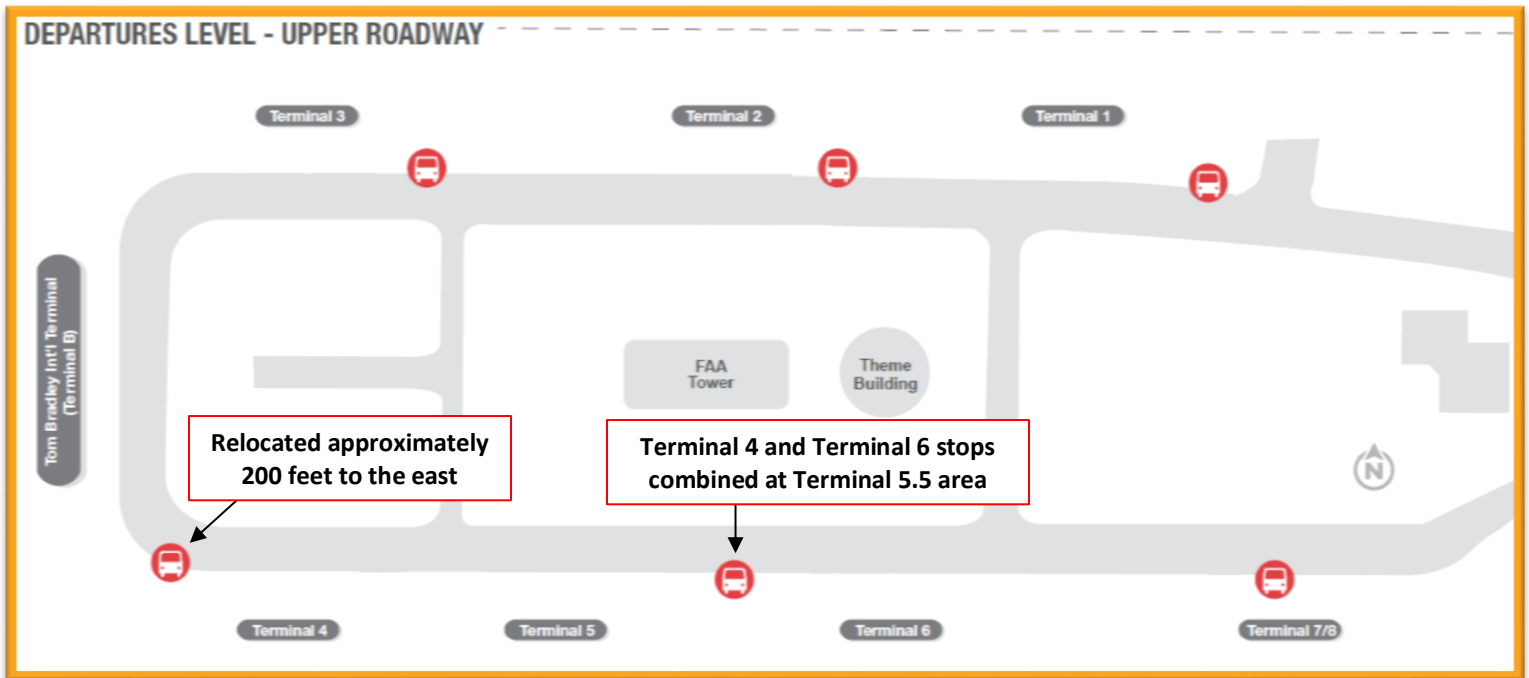 DEPARTURES LEVEL - UPPER ROADWAY
Terminal 3
Terminal 2
Terminal 1
Tom Bradley Int'l Terminal
(Terminal B)
FAA
Tower
Theme
Building
Relocated approximately
200 feet to the east
Terminal 4 and Terminal 6 stops
combined at Terminal 5.5 area
N
Terminal 4
Terminal 5
Terminal 6
Terminal 7/8